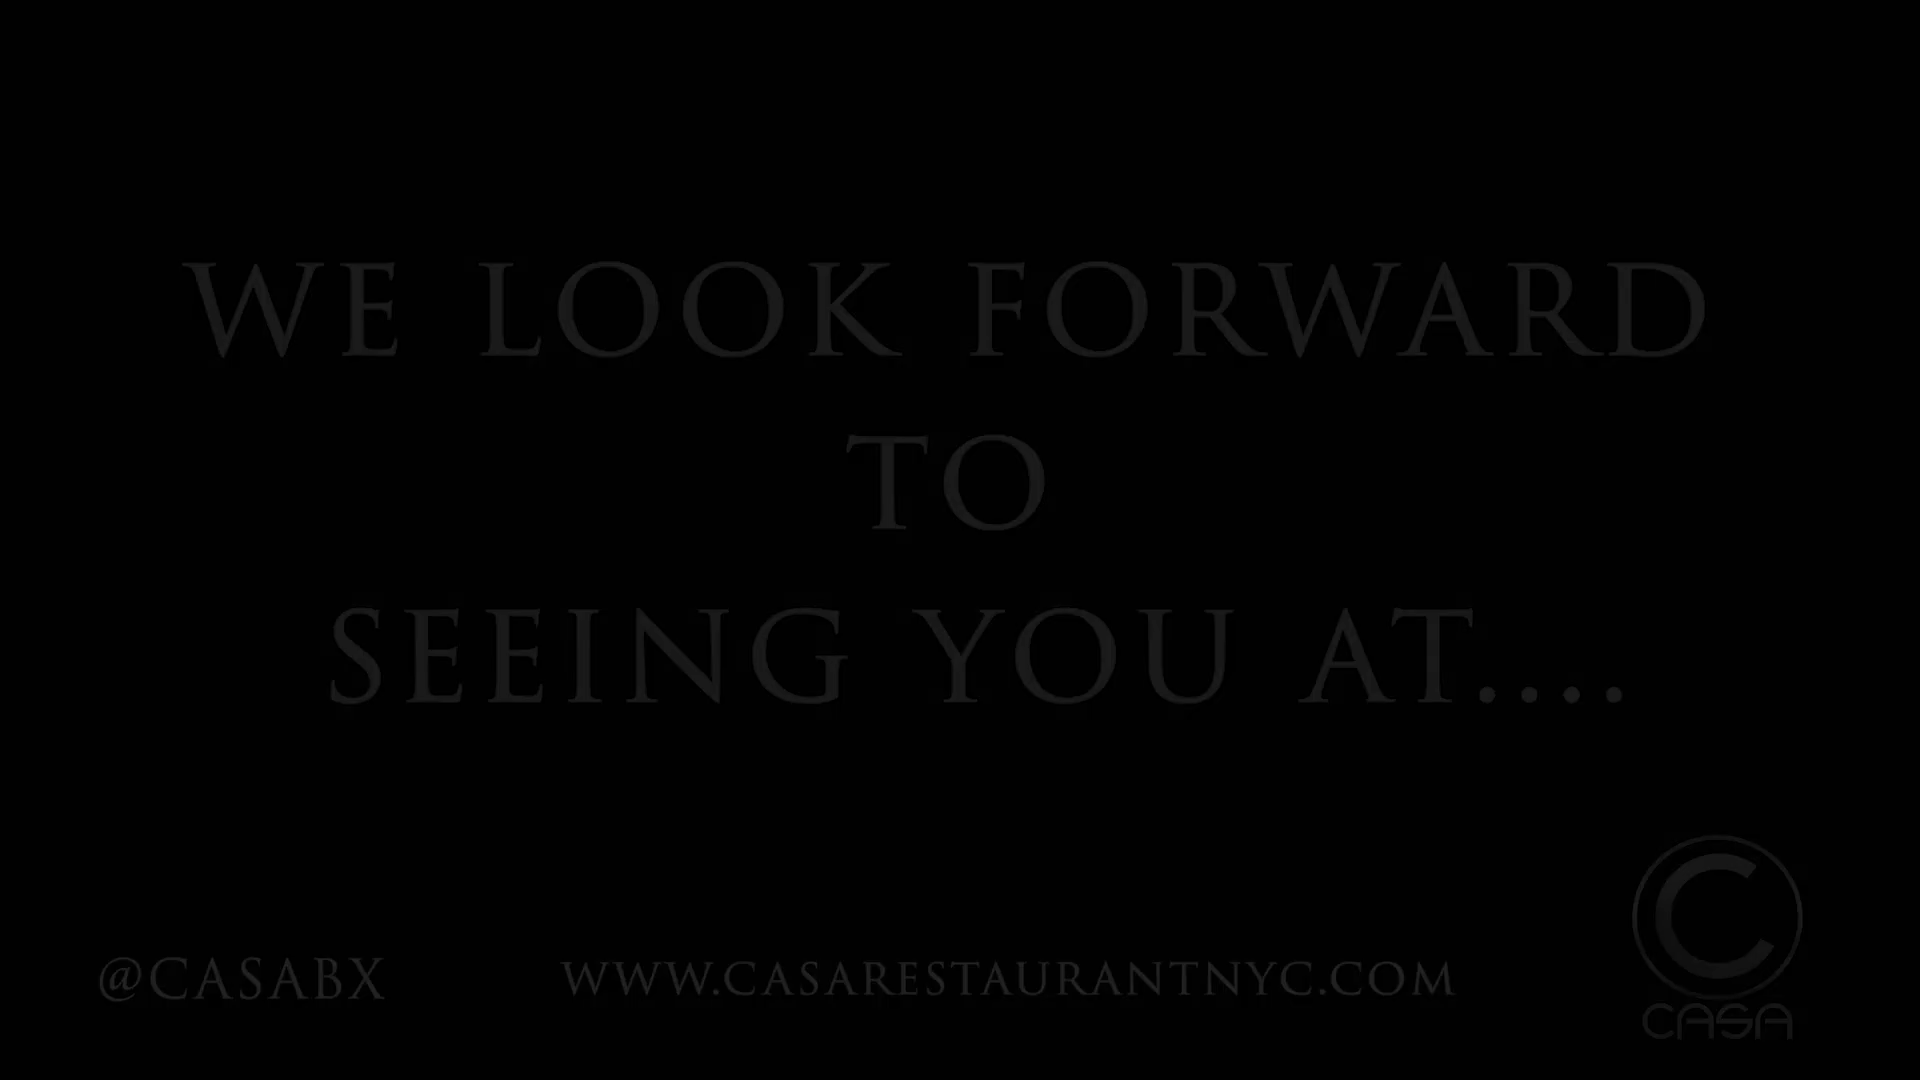 WE LOOK FORWARD
TO
SEEING YOU AT....
@CASABX
WWW.CASARESTAURANTNYC.COM
C
CASA